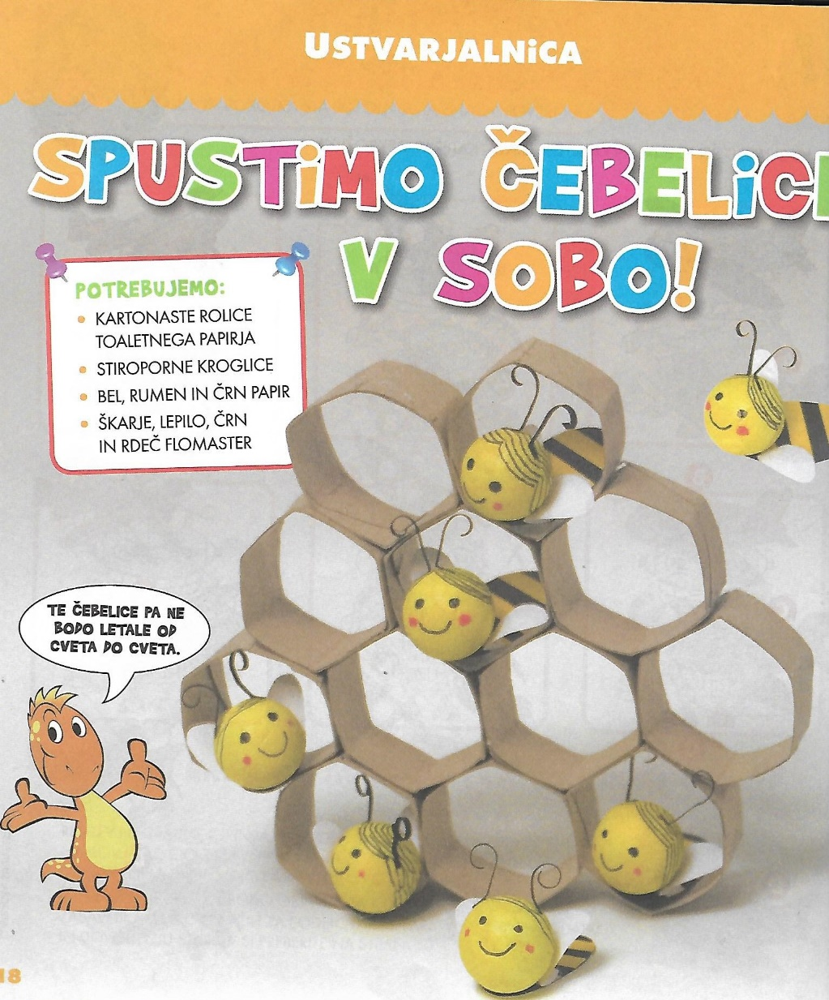 USTVARJALNiCA
SPUSTiMO ČEBELiCE
V SOBO!
POTREBUJEMO:
• KARTONASTE ROLICE
TOALETNEGA PAPIRJA
• STIROPORNE KROGLICE
• BEL, RUMEN IN ČRN PAPIR
• ŠKARJE, LEPILO, ČRN
IN RDEČ FLOMASTER
TE ČEBELICE PA NE
BODO LETALE OD
CVETA DO CVETA.
18